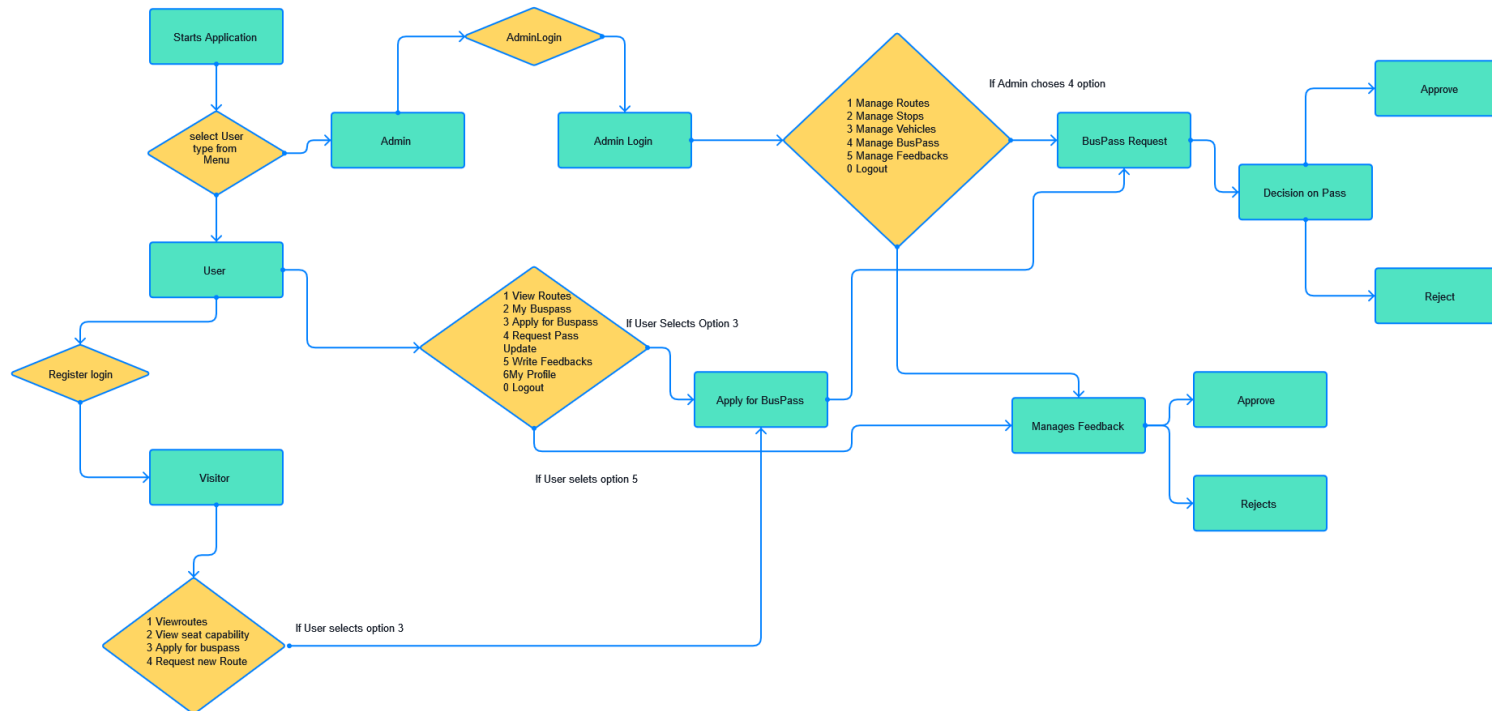 Starts Application
AdminLogin
If Admin choses 4 option
Approve
select User
type from
Menu
Admin
Admin Login
1 Manage Routes
2 Manage Stops
3 Manage Vehicles
4 Manage BusPass
5 Manage Feedbacks
0 Logout
BusPass Request
Decision on Pass
User
Reject
1 View Routes
2 My Buspass
3 Apply for Buspass
4 Request Pass
Update
5 Write Feedbacks
6My Profile
0 Logout
If User Selects Option 3
Register login
Apply for BusPass
Manages Feedback
Approve
Visitor
If User selets option 5
Rejects
1 Viewroutes
2 View seat capability
3 Apply for buspass
4 Request new Route
If User selects option 3